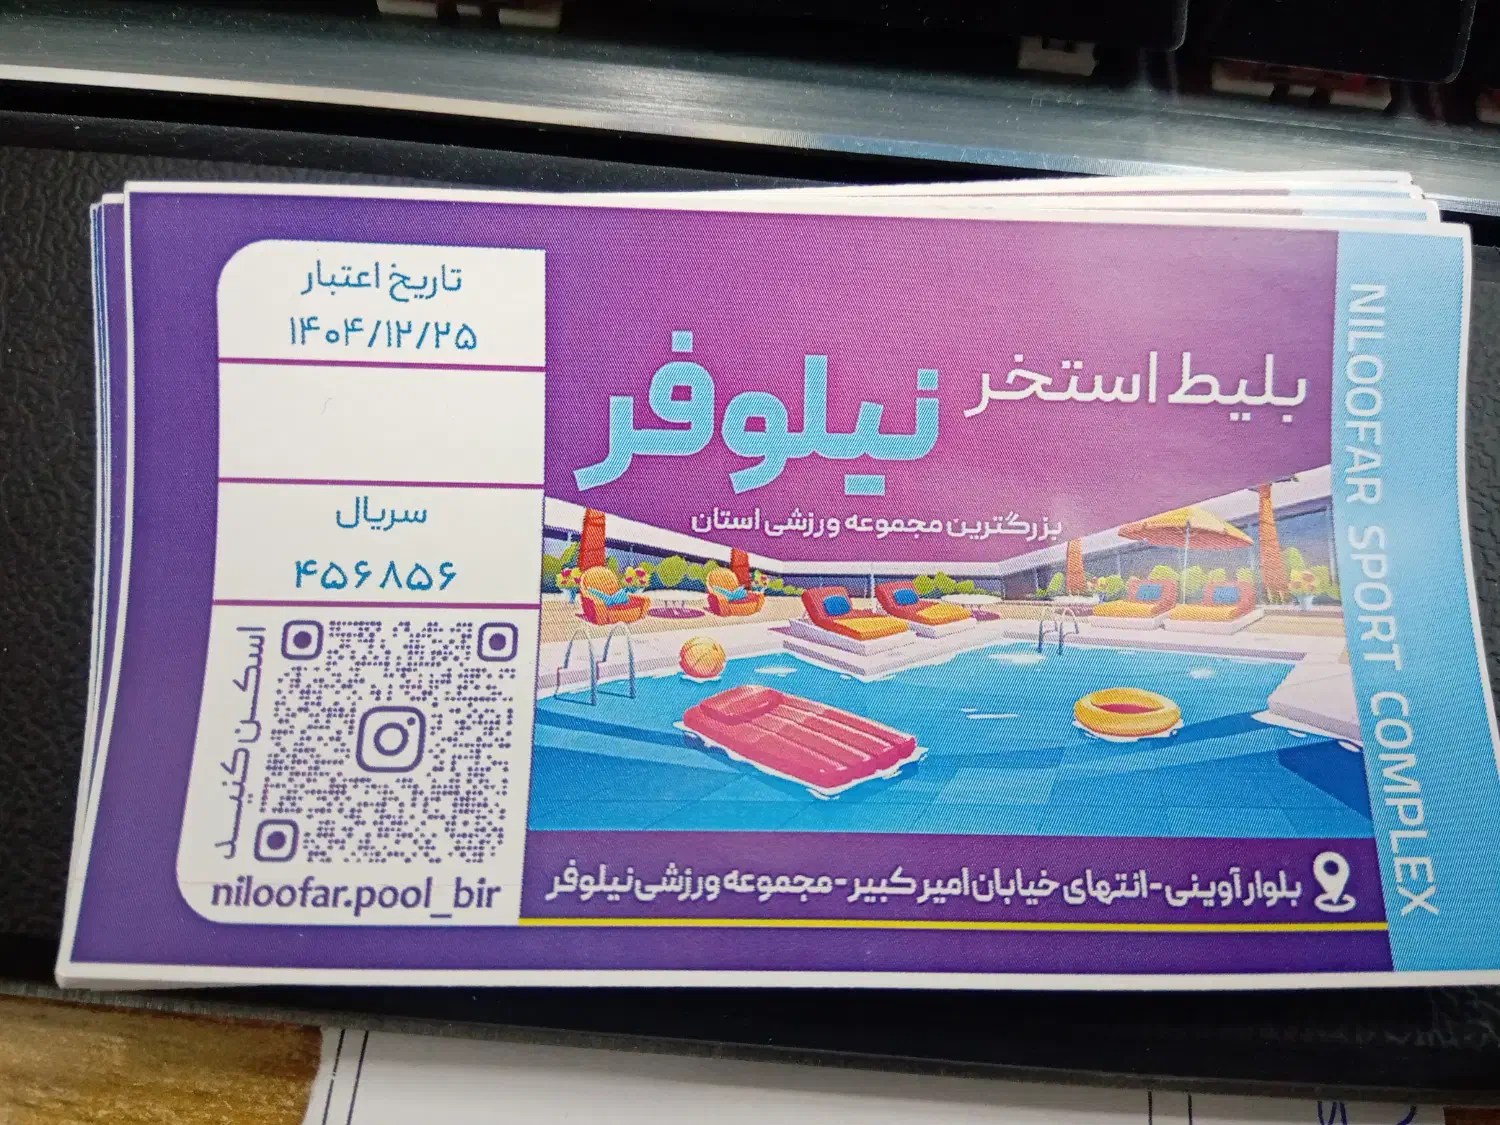 بلیط استخر نیلوفر
بزرگترین مجموعه ورزشی استان
بلوار آوینی-انتهای خیابان امیرکبیر-مجموعه ورزشی نیلوفر
NILOOFAR SPORT COMPLEX
تاریخ اعتبار
۱۴۰۴/۱۲/۲۵
سریال
۴۵۶۸۵۶
اسکن کنید
niloofar.pool_bir